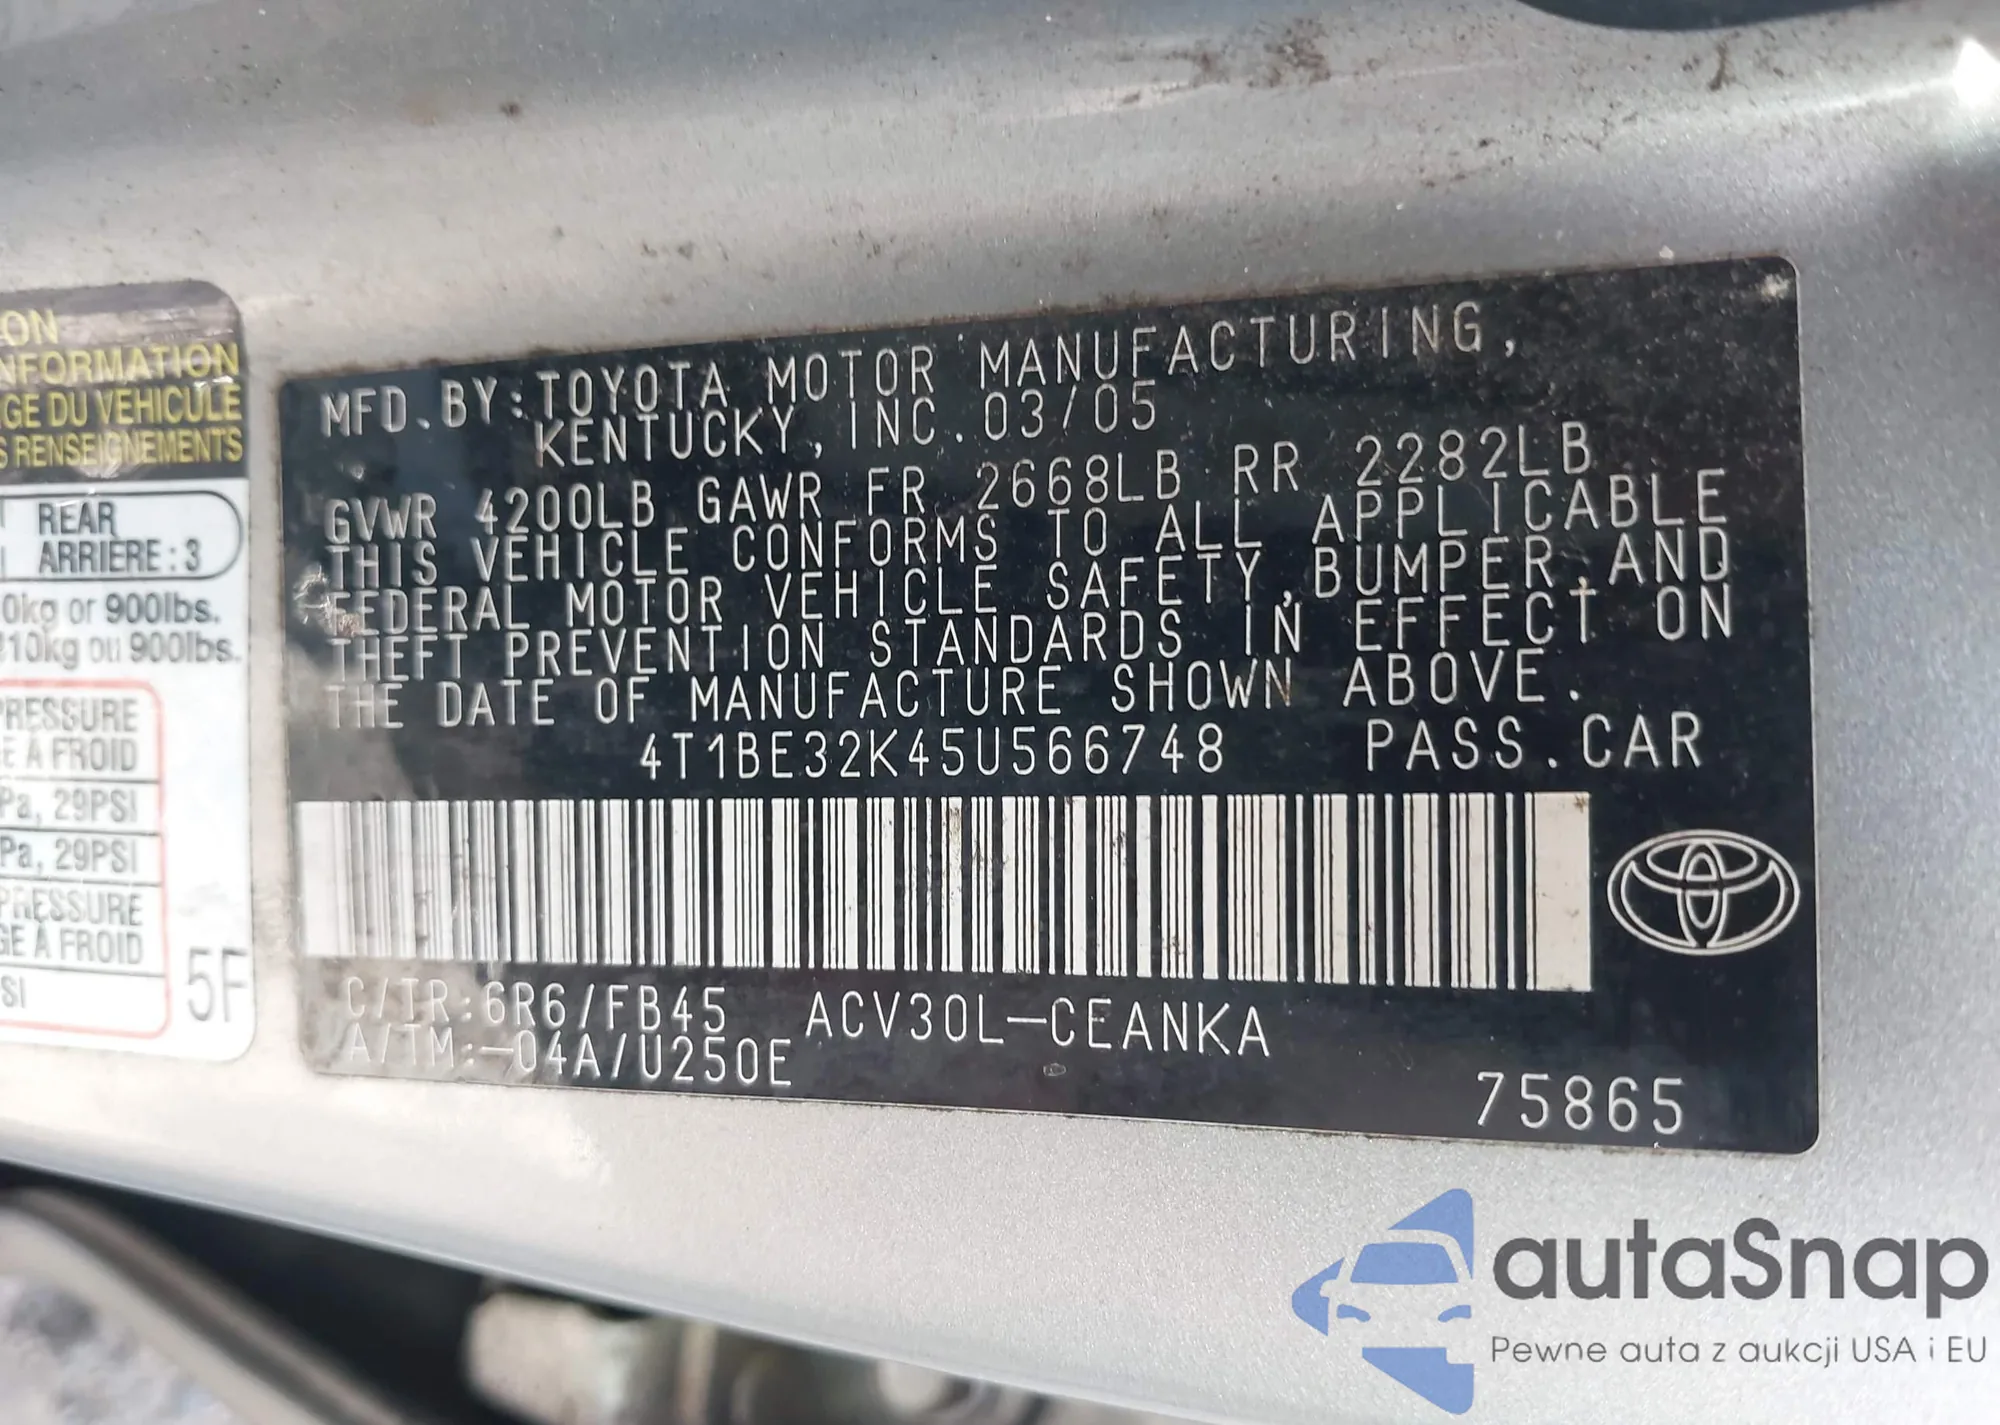 ON
NFORMATION
GE DU VEHICULE
S RENSEIGNEMENTS
REAR
ARRIERE : 3
0kg or 900lbs.
10kg ou 900lbs.
PRESSURE
E A FROID
Pa, 29PSI
Pa, 29PSI
PRESSURE
GE À FROID
SI
5F
MFD. BY: TOYOTA MOTOR MANUFACTURING,
KENTUCKY, INC. 03/05
GVWR 4200LB GAWR FR 2668LB RR 2282LB
THIS VEHICLE CONFORMS TO ALL APPLICABLE
FEDERAL MOTOR VEHICLE SAFETY, BUMPER, AND
THEFT PREVENTION STANDARDS IN EFFECT ON
THE DATE OF MANUFACTURE SHOWN ABOVE.
4T1BE32K45U566748 PASS. CAR
C/TR: 6R6/FB45 ACV30L-CEANKA
A/TM: -04A/U250E
75865
autaSnap
Pewne auta z aukcji USA i EU